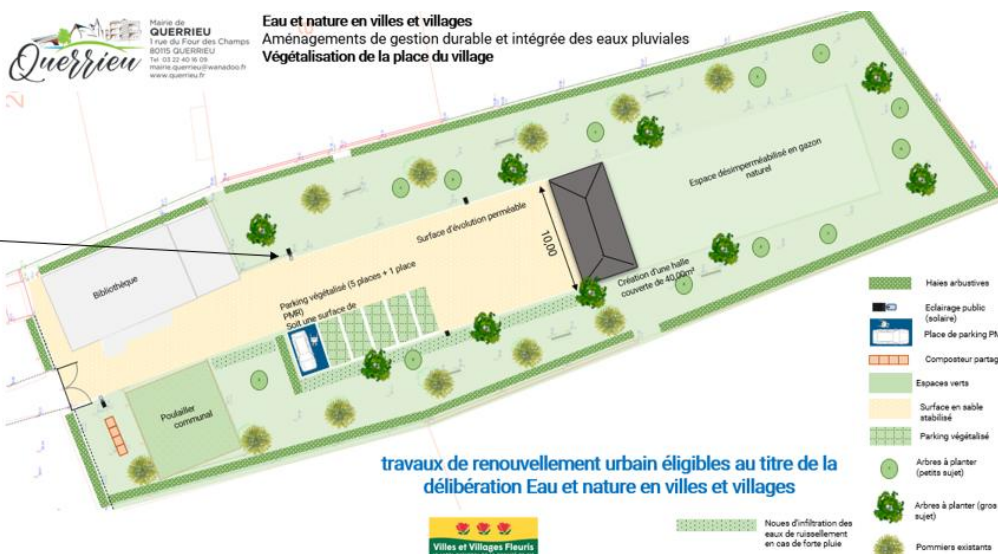 Querrieu
Mairie de
QUERRIEU
1 rue du Four des Champs
80115 QUERRIEU
Tel 03 22 40 16 09
mairie.querrieu@wanadoo.fr
www.querrieu.fr
Eau et nature en villes et villages
Aménagements de gestion durable et intégrée des eaux pluviales
Végétalisation de la place du village
Espace désimperméabilisé en gazon
naturel
Surface d'évolution perméable
10,00
Création d'une halle
couverte de 40,00m²
Bibliothèque
Parking végétalisé (5 places + 1 place
PMR)
Soit une surface de
Poulailler
communal
Haies arbustives
Eclairage public
(solaire)
Place de parking PM
Composteur partag
Espaces verts
Surface en sable
stabilisé
Parking végétalisé
Arbres à planter
(petits sujet)
Arbres à planter (gros
sujet)
Pommiers existants
travaux de renouvellement urbain éligibles au titre de la
délibération Eau et nature en villes et villages
Villes et Villages Fleuris
Noues d'infiltration des
eaux de ruissellement
en cas de forte pluie